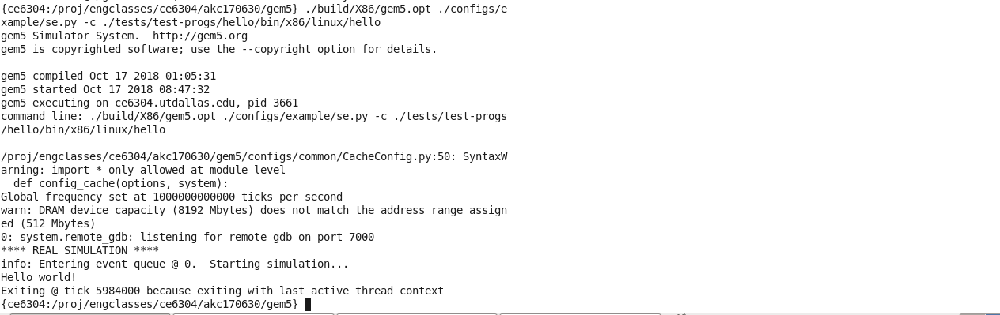 {ce6304:/proj/engclasses/ce6304/akc170630/gem5} ./build/X86/gem5.opt ./configs/e
xample/se.py -c ./tests/test-progs/hello/bin/x86/linux/hello
gem5 Simulator System.  http://gem5.org
gem5 is copyrighted software; use the --copyright option for details.

gem5 compiled Oct 17 2018 01:05:31
gem5 started Oct 17 2018 08:47:32
gem5 executing on ce6304.utdallas.edu, pid 3661
command line: ./build/X86/gem5.opt ./configs/example/se.py -c ./tests/test-progs
/hello/bin/x86/linux/hello

/proj/engclasses/ce6304/akc170630/gem5/configs/common/CacheConfig.py:50: SyntaxW
arning: import * only allowed at module level
  def config_cache(options, system):
Global frequency set at 1000000000000 ticks per second
warn: DRAM device capacity (8192 Mbytes) does not match the address range assign
ed (512 Mbytes)
0: system.remote_gdb: listening for remote gdb on port 7000
**** REAL SIMULATION ****
info: Entering event queue @ 0.  Starting simulation...
Hello world!
Exiting @ tick 5984000 because exiting with last active thread context
{ce6304:/proj/engclasses/ce6304/akc170630/gem5}